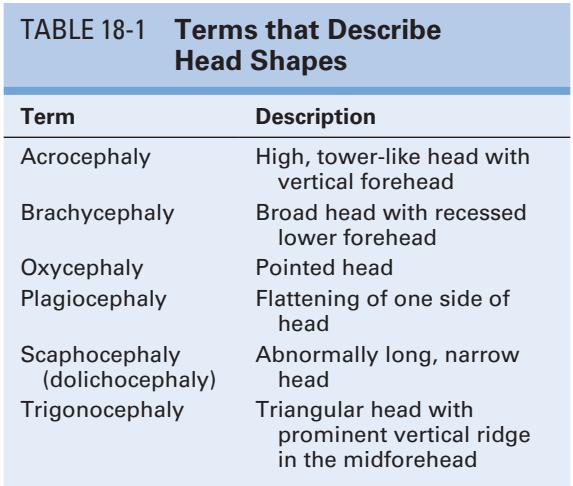 TABLE 18-1 Terms that Describe
Head Shapes
Term Description
Acrocephaly High, tower-like head with
vertical forehead
Brachycephaly Broad head with recessed
lower forehead
Oxycephaly Pointed head
Plagiocephaly Flattening of one side of
head
Scaphocephaly Abnormally long, narrow
(dolichocephaly) head
Trigonocephaly Triangular head with
prominent vertical ridge
in the midforehead